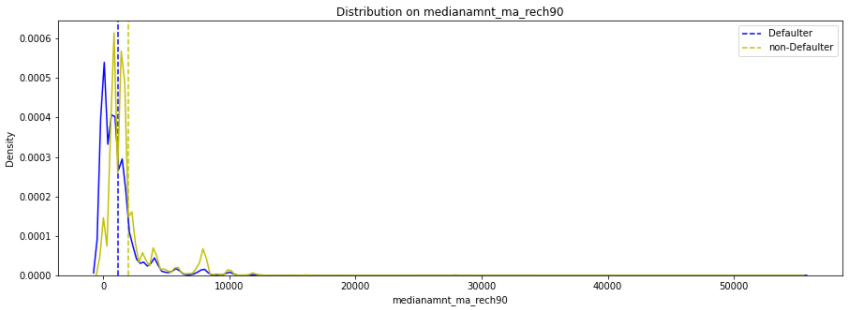 Distribution on medianamnt_ma_rech90
Defaulter
non-Defaulter
Density
0.0006
0.0005
0.0004
0.0003
0.0002
0.0001
0.0000
0 10000 20000 30000 40000 50000
medianamnt_ma_rech90